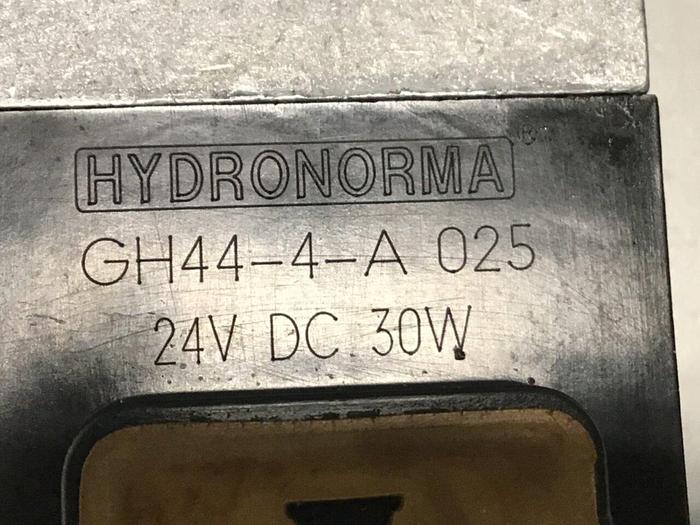 HYDRONORMA®
GH44-4-A 025
24V DC 30W